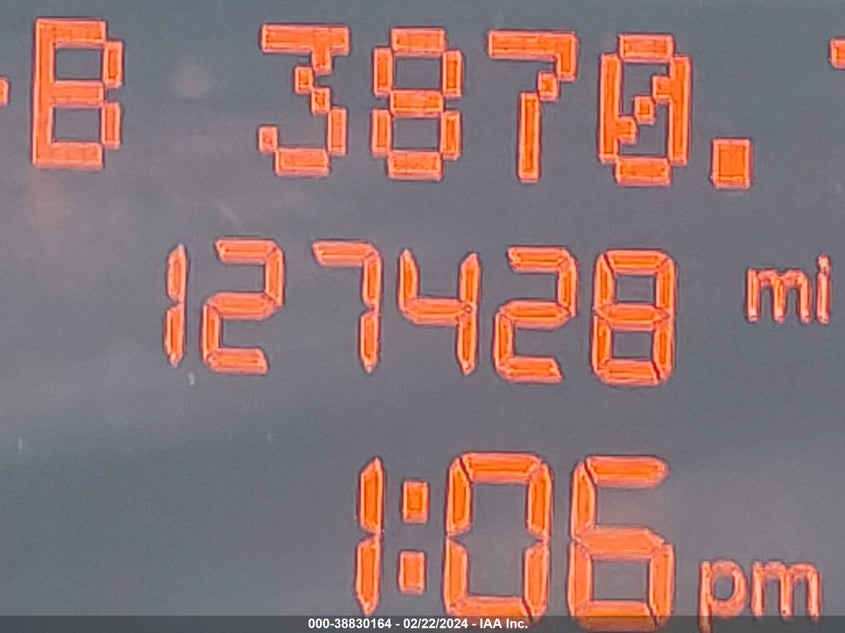 B 3870.
127428 mi
1:06 pm
000-38830164 - 02/22/2024 - IAA Inc.